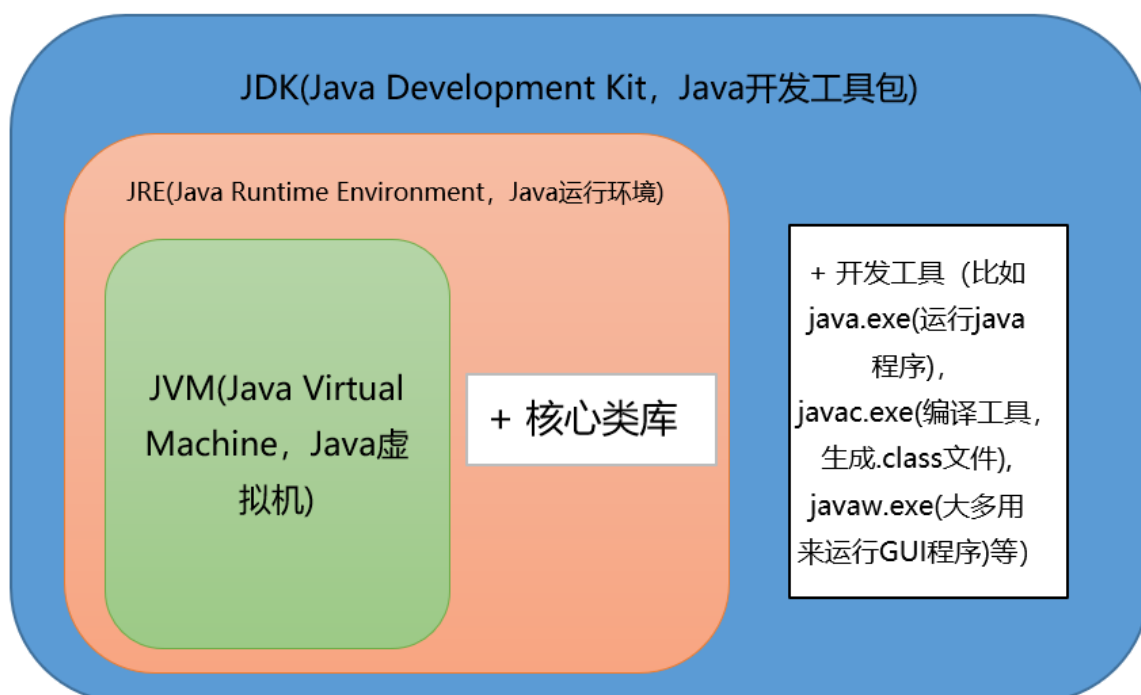 JDK(Java Development Kit，Java开发工具包)
JRE(Java Runtime Environment，Java运行环境)
JVM(Java Virtual
Machine，Java虚
拟机)
+ 核心类库
+ 开发工具（比如
java.exe(运行java
程序)，
javac.exe(编译工具，
生成.class文件),
javaw.exe(大多用
来运行GUI程序)等）